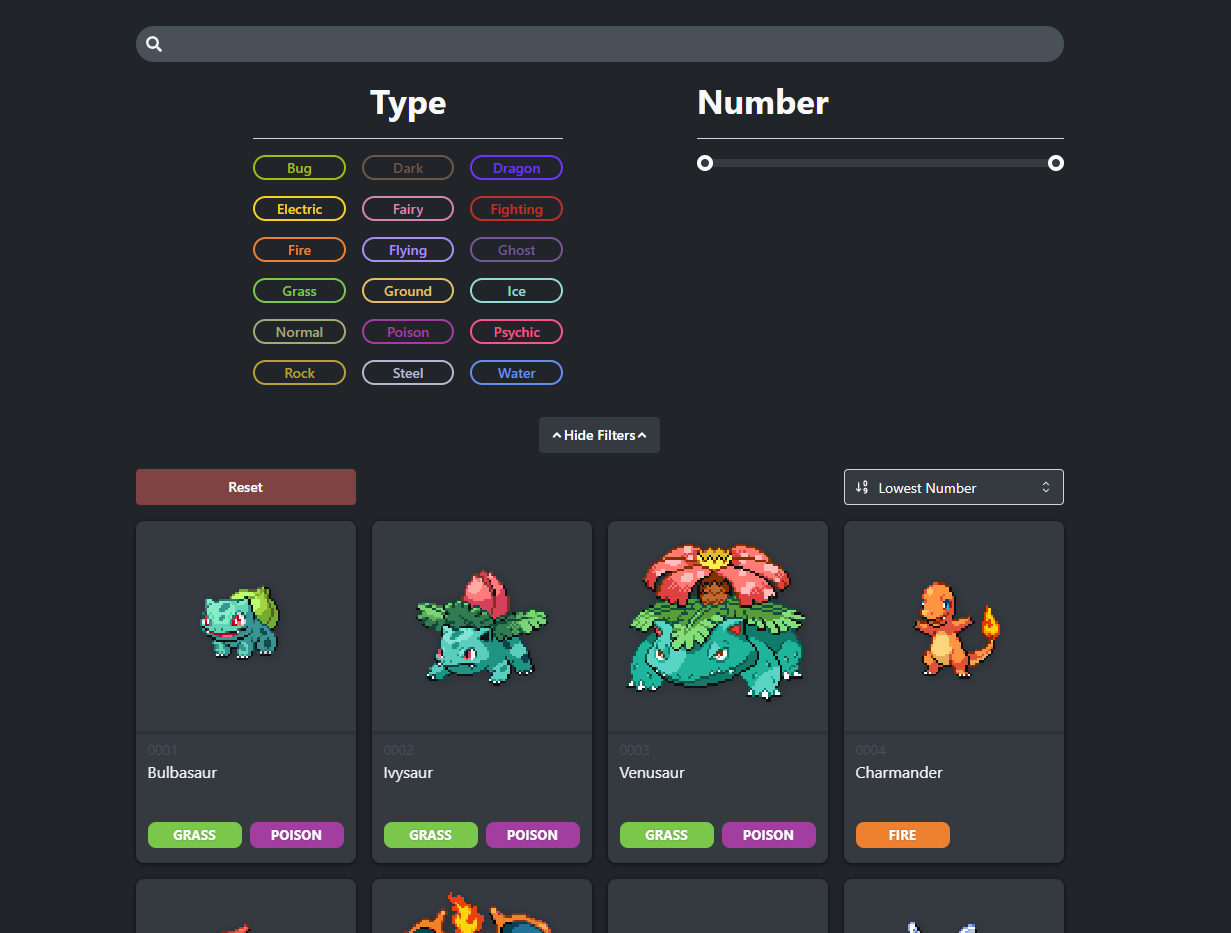 Type
Number
Bug Dark Dragon
Electric Fairy Fighting
Fire Flying Ghost
Grass Ground Ice
Normal Poison Psychic
Rock Steel Water
Hide Filters
Reset
Lowest Number
0001 0002 0003 0004
Bulbasaur Ivysaur Venusaur Charmander
GRASS POISON GRASS POISON GRASS POISON FIRE